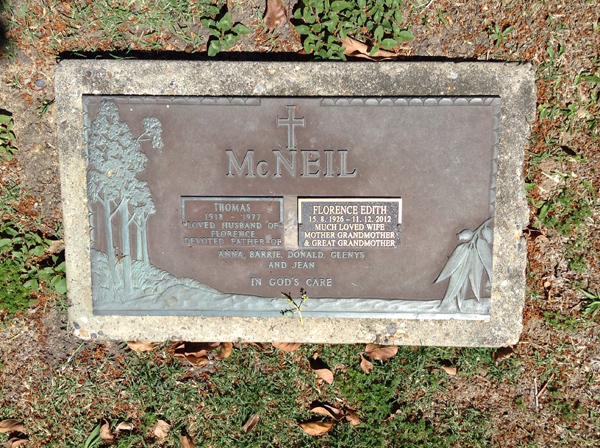 McNEIL
THOMAS
1918 - 1977
LOVED HUSBAND OF
FLORENCE
DEVOTED FATHER OF
FLORENCE EDITH
15. 8. 1926 - 11. 12. 2012
MUCH LOVED WIFE
MOTHER GRANDMOTHER
& GREAT GRANDMOTHER
ANNA, BARRIE, DONALD, GLENYS
AND JEAN
IN GOD'S CARE